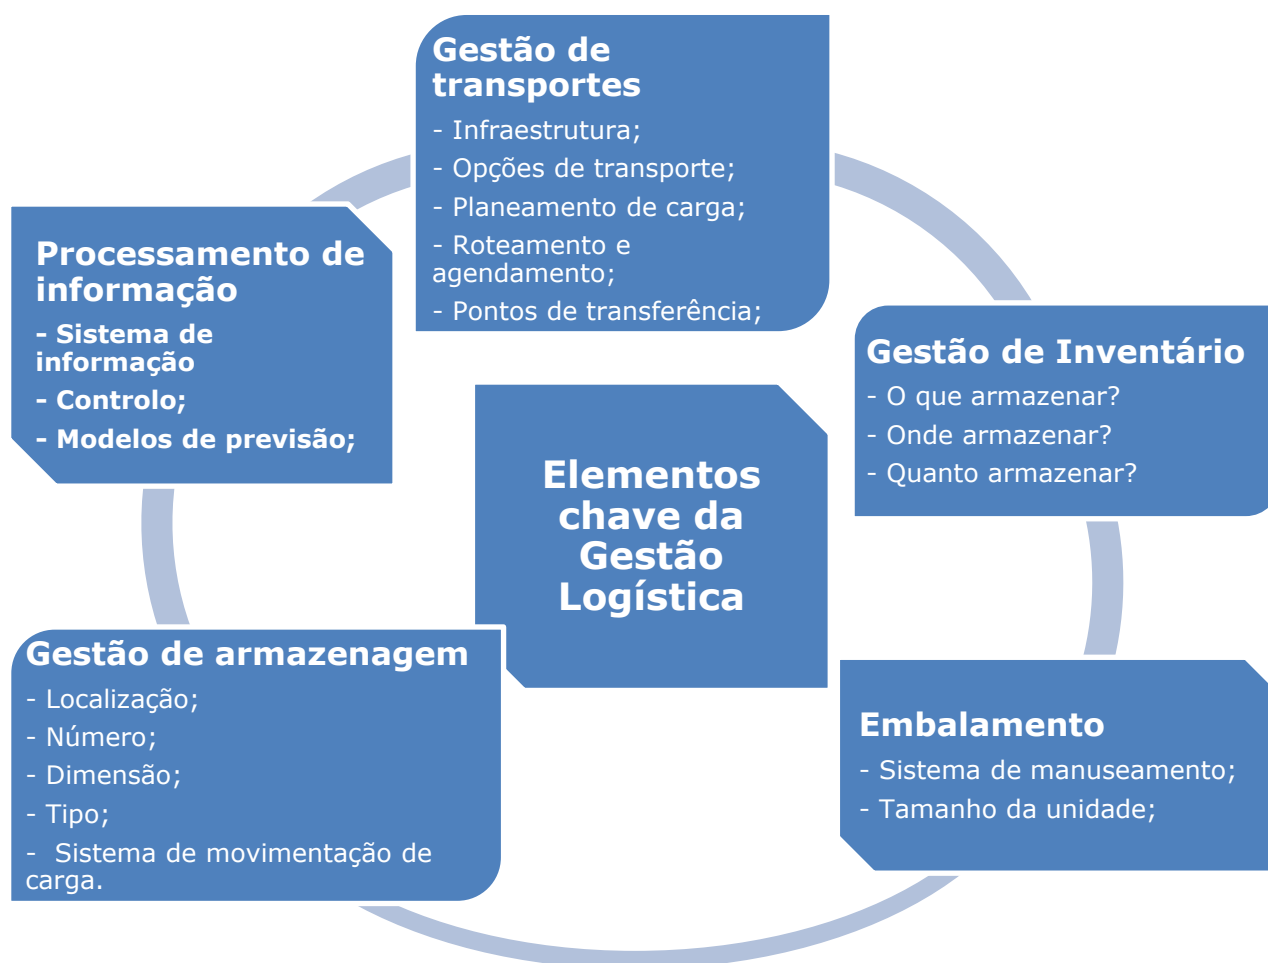 Gestão de
transportes
- Infraestrutura;
- Opções de transporte;
- Planeamento de carga;
- Roteamento e
agendamento;
- Pontos de transferência;
Processamento de
informação
- Sistema de
informação
- Controlo;
- Modelos de previsão;
Gestão de Inventário
- O que armazenar?
- Onde armazenar?
- Quanto armazenar?
Elementos
chave da
Gestão
Logística
Gestão de armazenagem
- Localização;
- Número;
- Dimensão;
- Tipo;
-  Sistema de movimentação de
carga.
Embalamento
- Sistema de manuseamento;
- Tamanho da unidade;